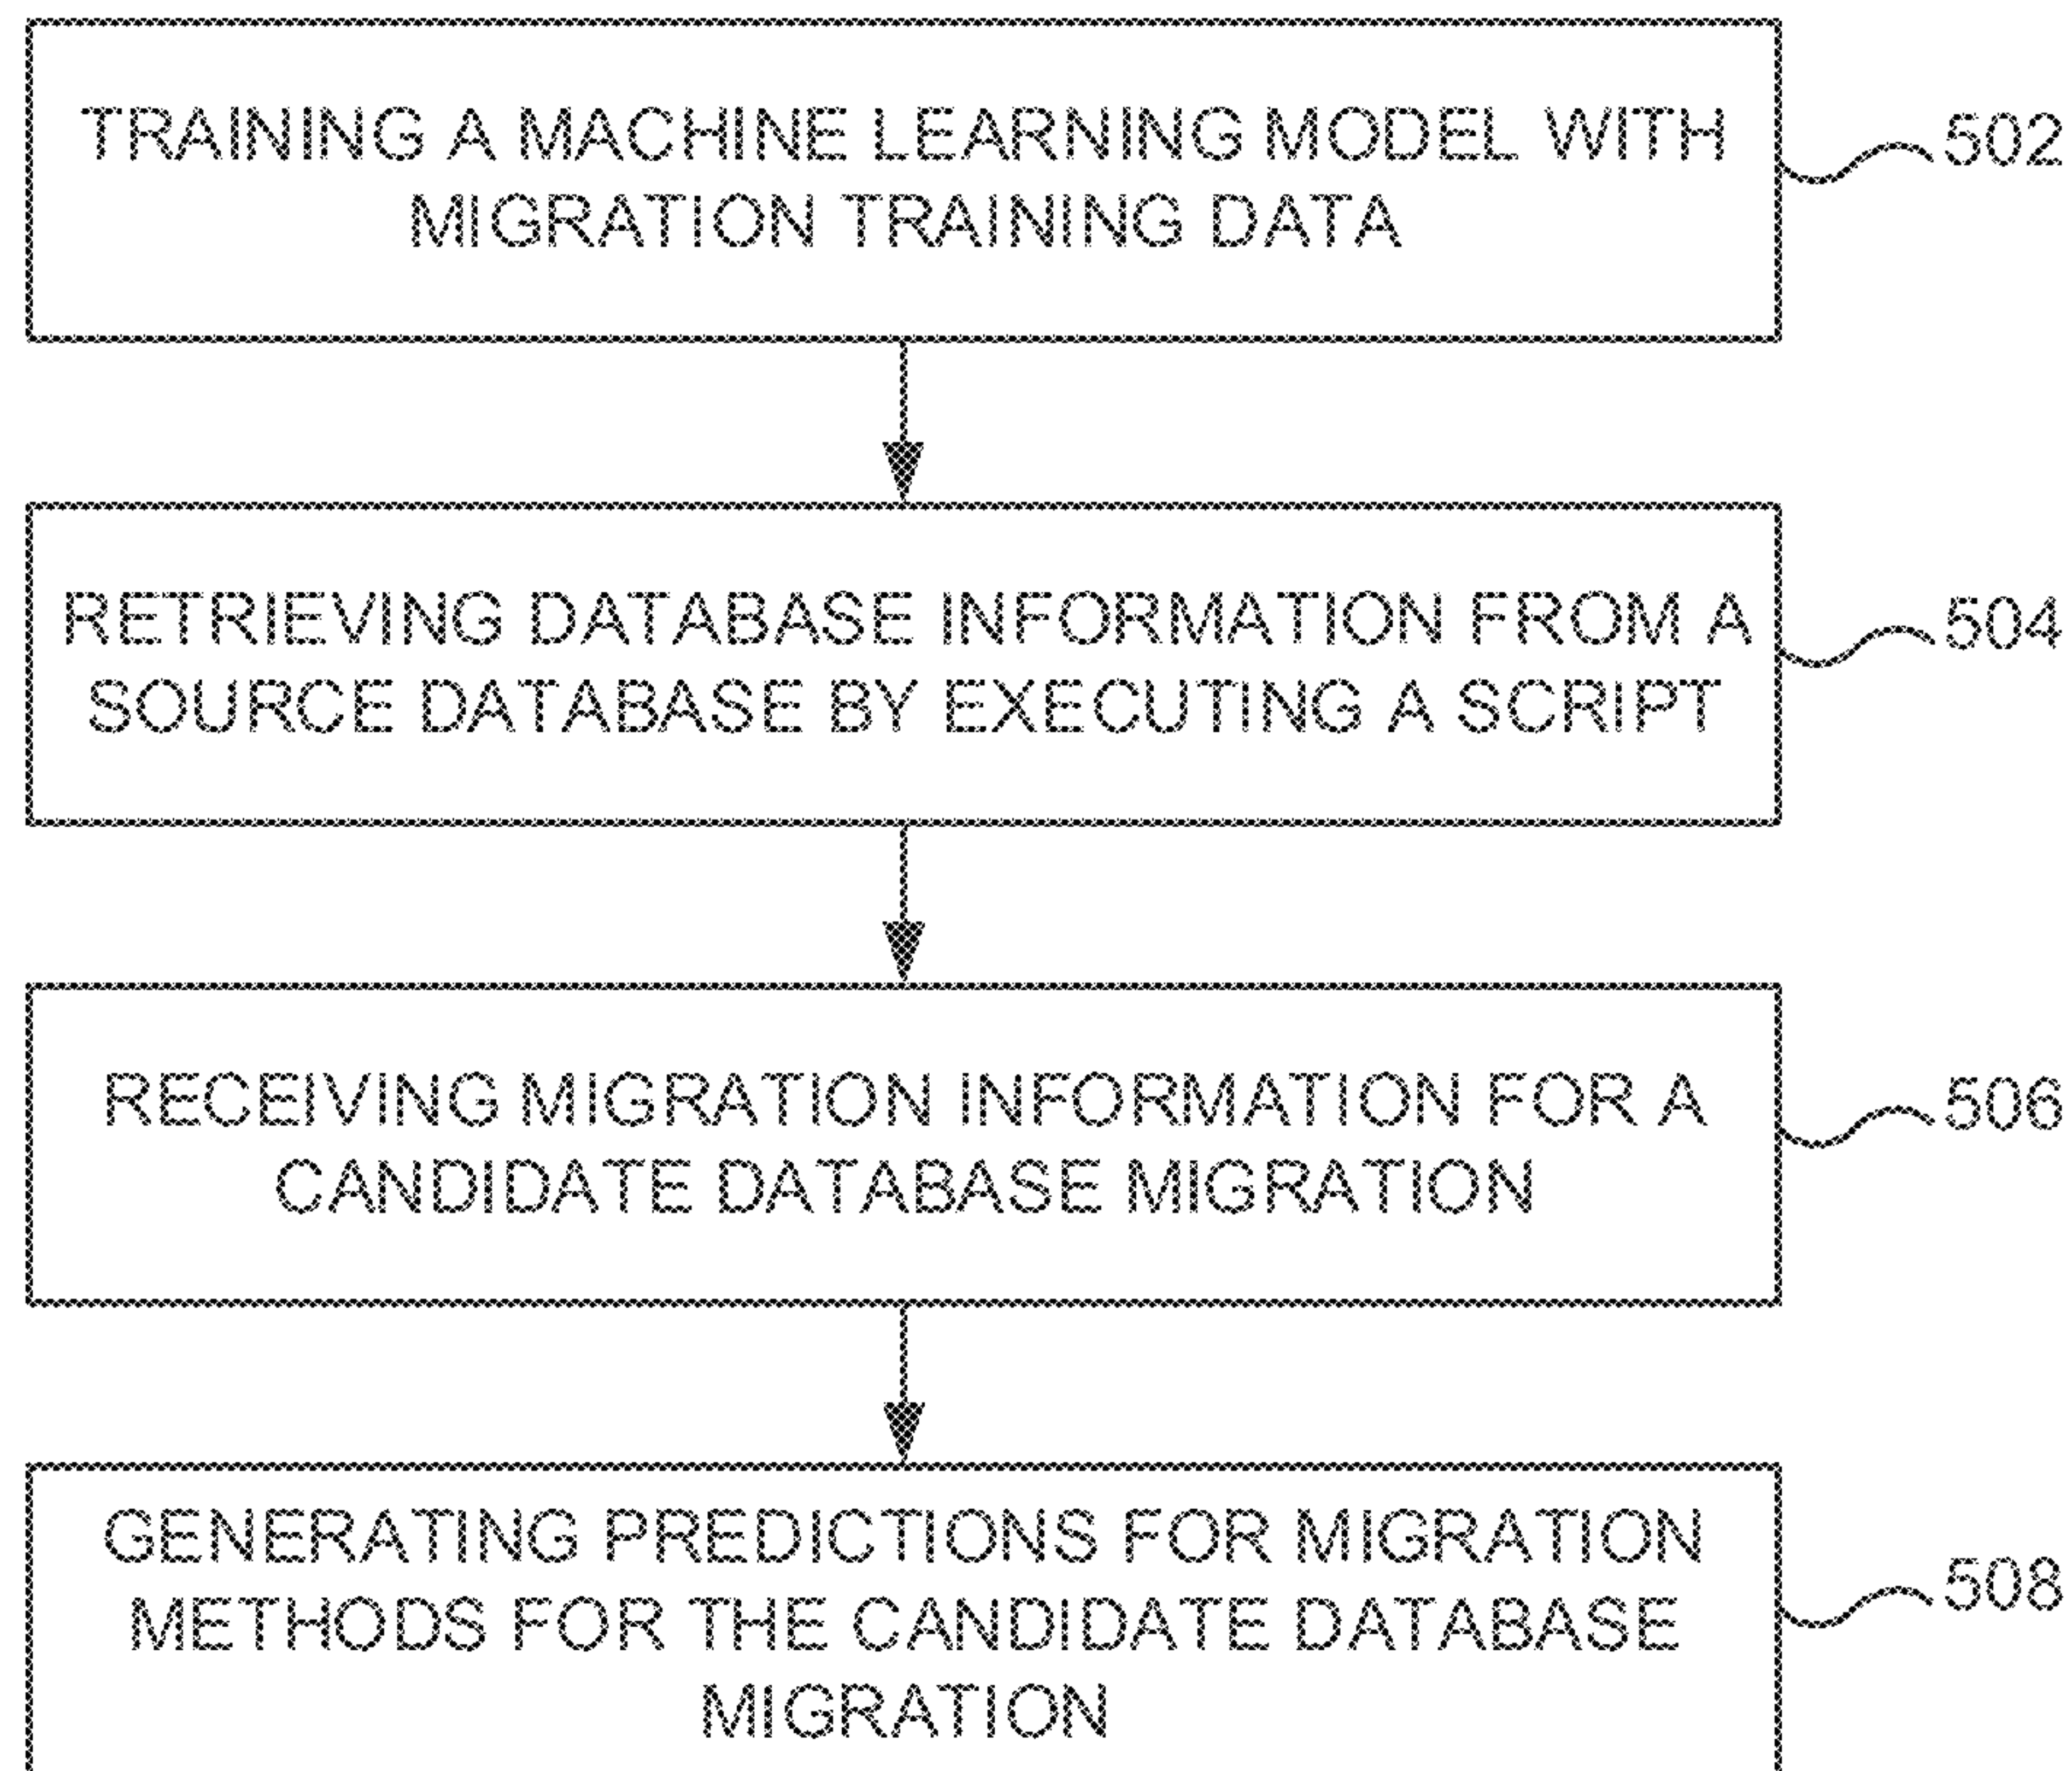 TRAINING A MACHINE LEARNING MODEL WITH
MIGRATION TRAINING DATA
502
RETRIEVING DATABASE INFORMATION FROM A
SOURCE DATABASE BY EXECUTING A SCRIPT
504
RECEIVING MIGRATION INFORMATION FOR A
CANDIDATE DATABASE MIGRATION
506
GENERATING PREDICTIONS FOR MIGRATION
METHODS FOR THE CANDIDATE DATABASE
MIGRATION
508